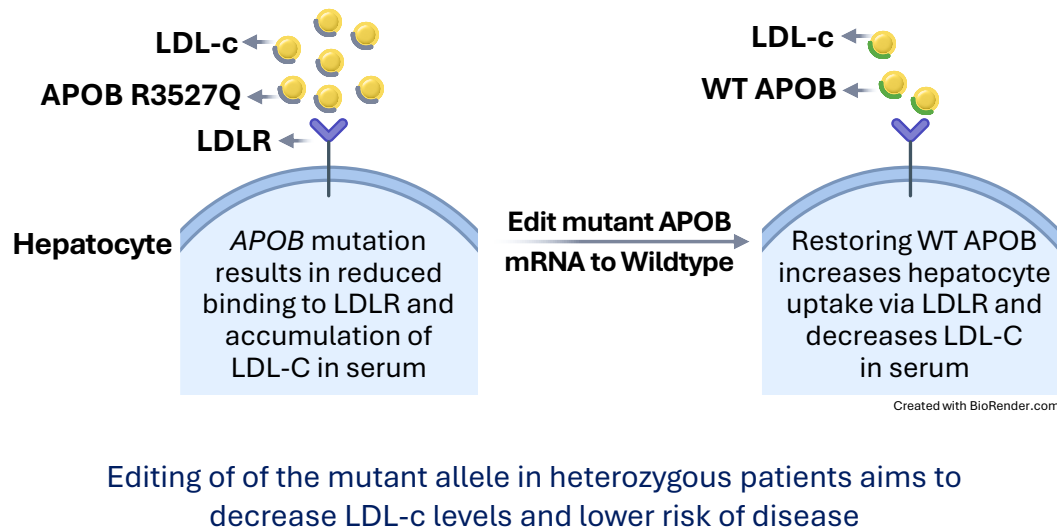 LDL-c
APOB R3527Q
LDLR
Hepatocyte
APOB mutation
results in reduced
binding to LDLR and
accumulation of
LDL-C in serum
Edit mutant APOB
mRNA to Wildtype
LDL-c
WT APOB
Restoring WT APOB
increases hepatocyte
uptake via LDLR and
decreases LDL-C
in serum
Created with BioRender.com
Editing of of the mutant allele in heterozygous patients aims to
decrease LDL-c levels and lower risk of disease